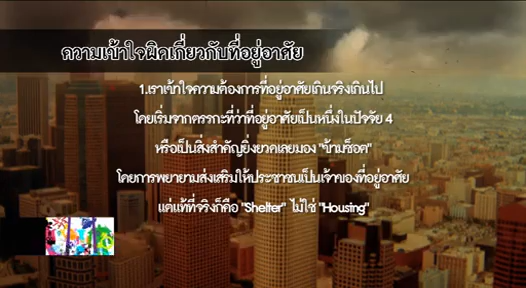 ความเข้าใจผิดเกี่ยวกับที่อยู่อาศัย
1.เราเข้าใจความต้องการที่อยู่อาศัยเกินจริงเกินไป
โดยเริ่มจากตรรกะที่ว่าที่อยู่อาศัยเป็นหนึ่งในปัจจัย 4
หรือเป็นสิ่งสำคัญยิ่งยวดเลยมอง "ข้ามช็อต"
โดยการพยายามส่งเสริมให้ประชาชนเป็นเจ้าของที่อยู่อาศัย
แต่แท้ที่จริงก็คือ "Shelter" ไม่ใช่ "Housing"